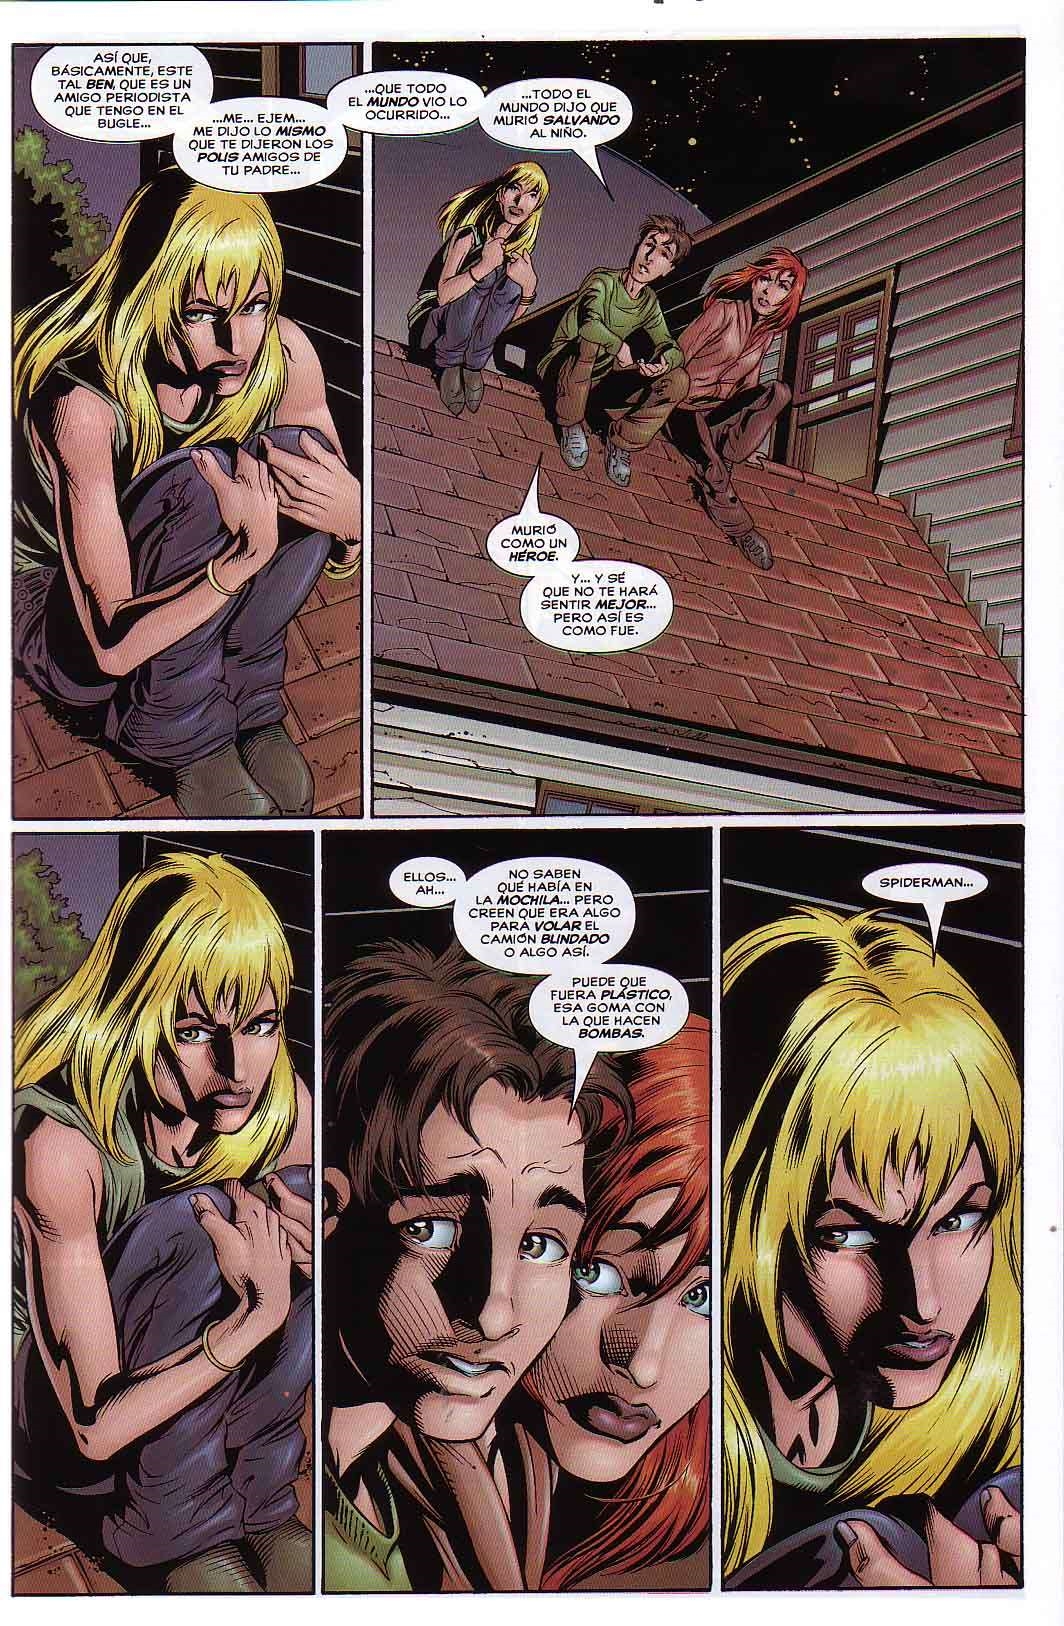 ASÍ QUE,
BÁSICAMENTE, ESTE
TAL BEN, QUE ES UN
AMIGO PERIODISTA
QUE TENGO EN EL
BUGLE...
...ME... EJEM...
ME DIJO LO MISMO
QUE TE DIJERON LOS
POLIS AMIGOS DE
TU PADRE...
...QUE TODO
EL MUNDO VIO LO
OCURRIDO...
...TODO EL
MUNDO DIJO QUE
MURIÓ SALVANDO
AL NIÑO.
MURIÓ
COMO UN
HÉROE.
Y... Y SÉ
QUE NO TE HARÁ
SENTIR MEJOR...
PERO ASÍ ES
COMO FUE.
ELLOS...
AH...
NO SABEN
QUÉ HABÍA EN
LA MOCHILA... PERO
CREEN QUE ERA ALGO
PARA VOLAR EL
CAMIÓN BLINDADO
O ALGO ASÍ.
PUEDE QUE
FUERA PLÁSTICO,
ESA GOMA CON
LA QUE HACEN
BOMBAS.
SPIDERMAN...